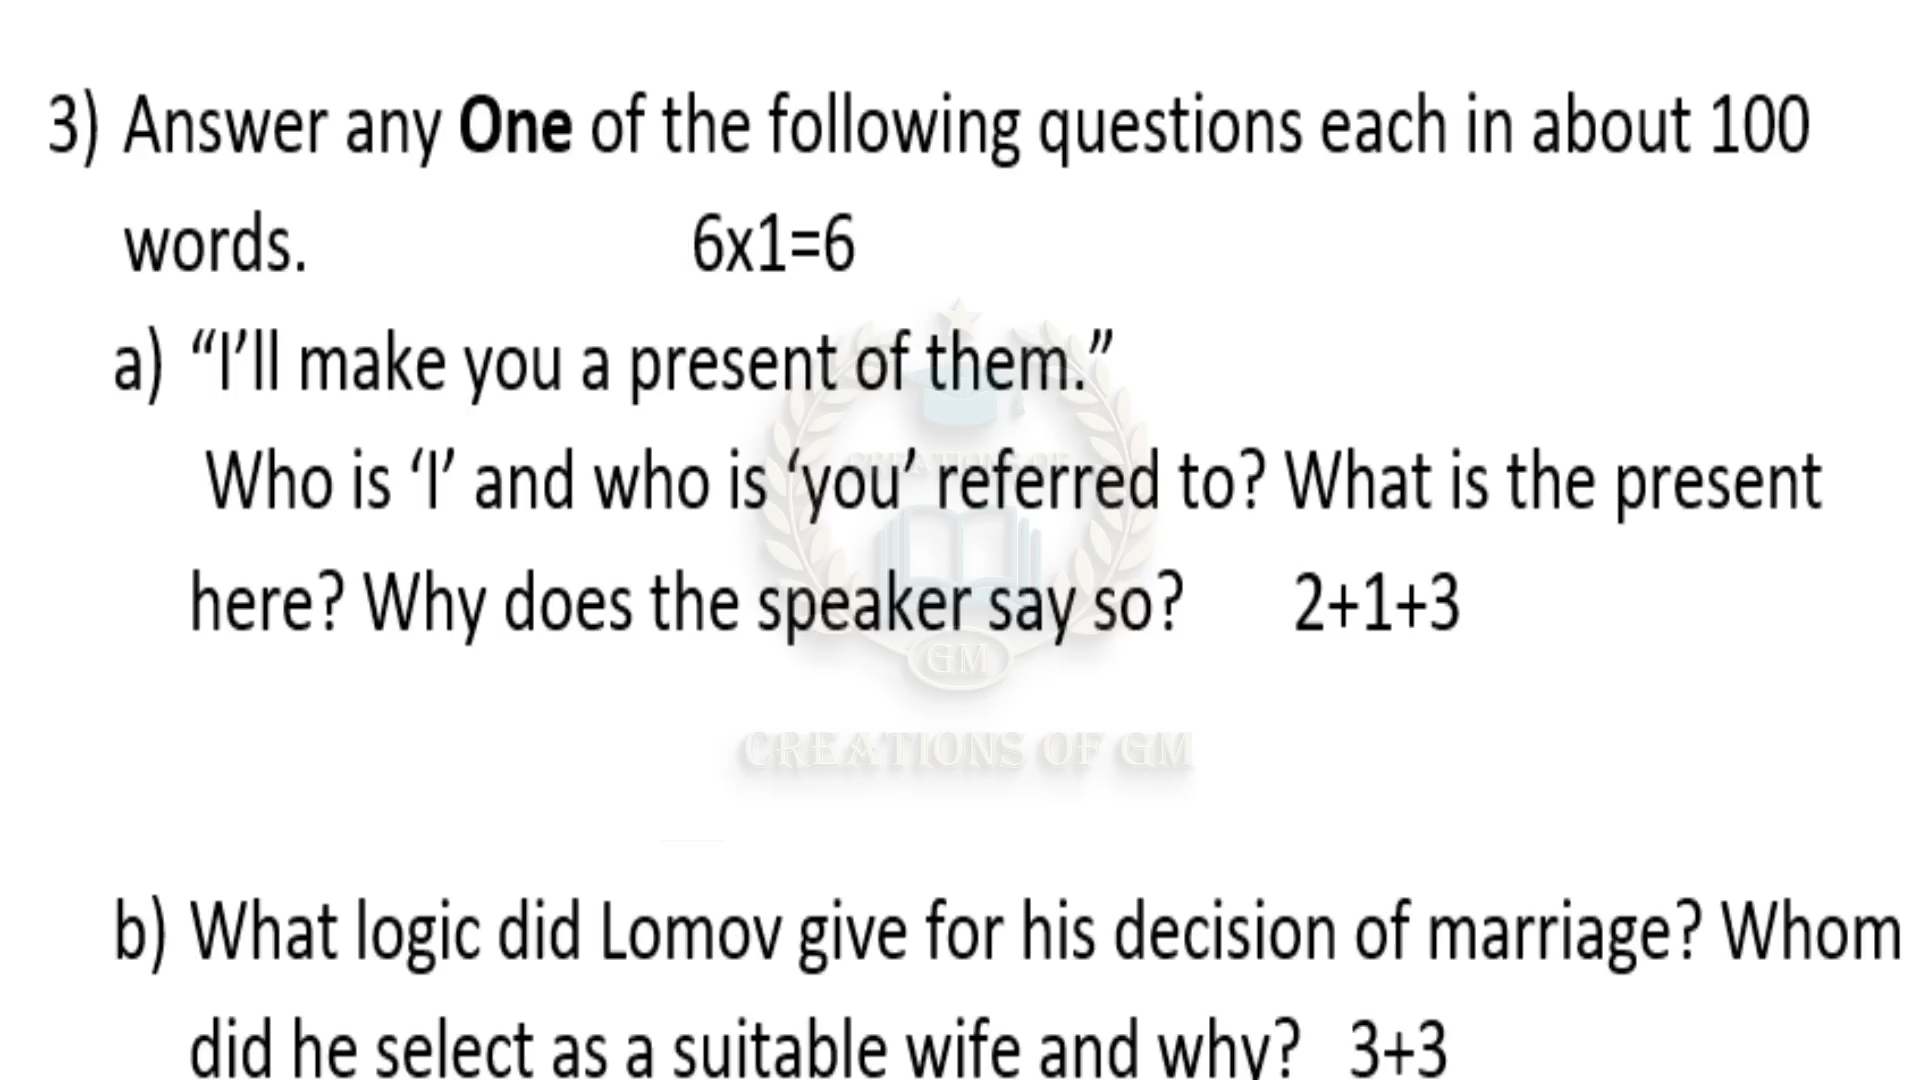 3) Answer any One of the following questions each in about 100
words. 6x1=6
a) “I’ll make you a present of them.”
Who is ‘I’ and who is ‘you’ referred to? What is the present
here? Why does the speaker say so? 2+1+3
GM
CREATIONS OF GM
b) What logic did Lomov give for his decision of marriage? Whom
did he select as a suitable wife and why? 3+3